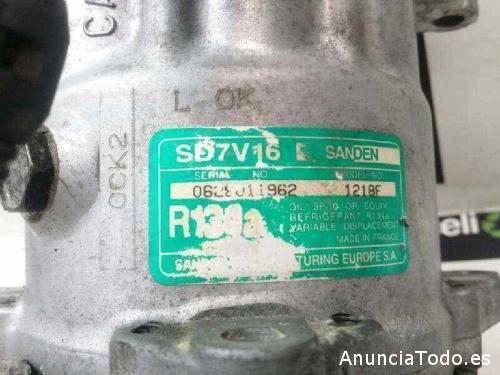 L OK
OCK2
SD7V16 SANDEN
SERIAL NO MODEL NO
1218F
OIL SP-10 OR EQUIV.
REFRIGERANT R134a
R134a
VARIABLE DISPLACEMENT
MADE IN FRANCE
TURING EUROPE S.A.
AnunciaTodo.es